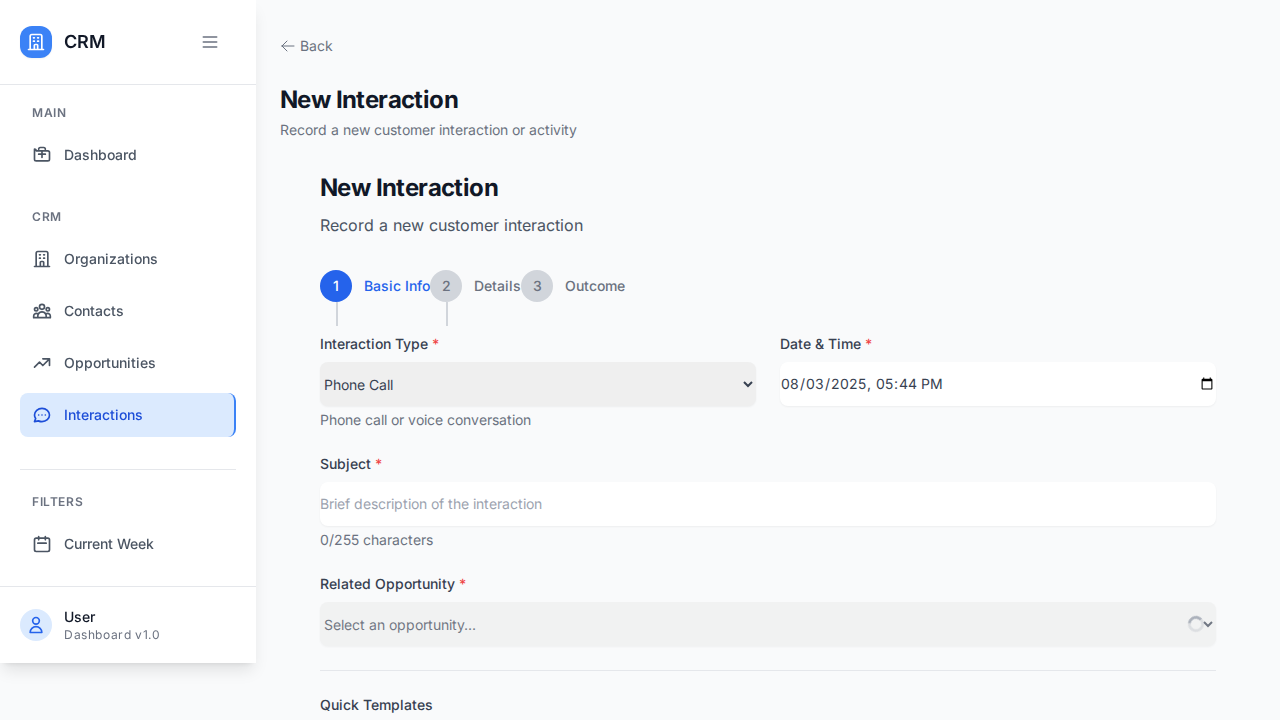 CRM
MAIN
Dashboard
CRM
Organizations
Contacts
Opportunities
Interactions
FILTERS
Current Week
User
Dashboard v1.0
Back
New Interaction
Record a new customer interaction or activity
New Interaction
Record a new customer interaction
1 Basic Info 2 Details 3 Outcome
Interaction Type * Date & Time *
Phone Call 08/03/2025, 05:44 PM
Phone call or voice conversation
Subject *
Brief description of the interaction
0/255 characters
Related Opportunity *
Select an opportunity...
Quick Templates